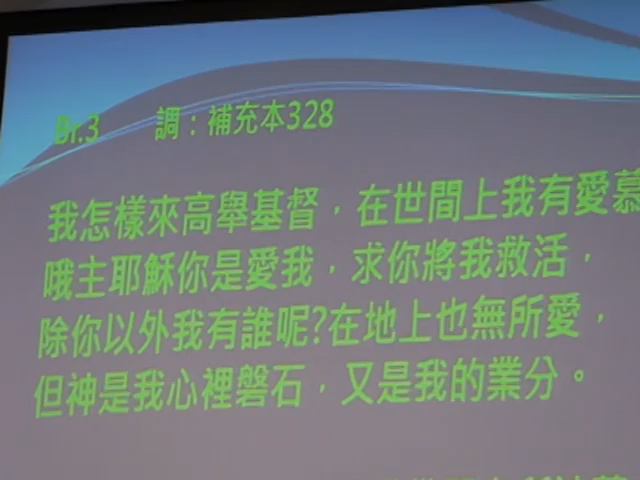 Br.3 調：補充本328
我怎樣來高舉基督，在世間上我有愛慕
哦主耶穌你是愛我，求你將我救活，
除你以外我有誰呢?在地上也無所愛，
但神是我心裡磐石，又是我的業分。